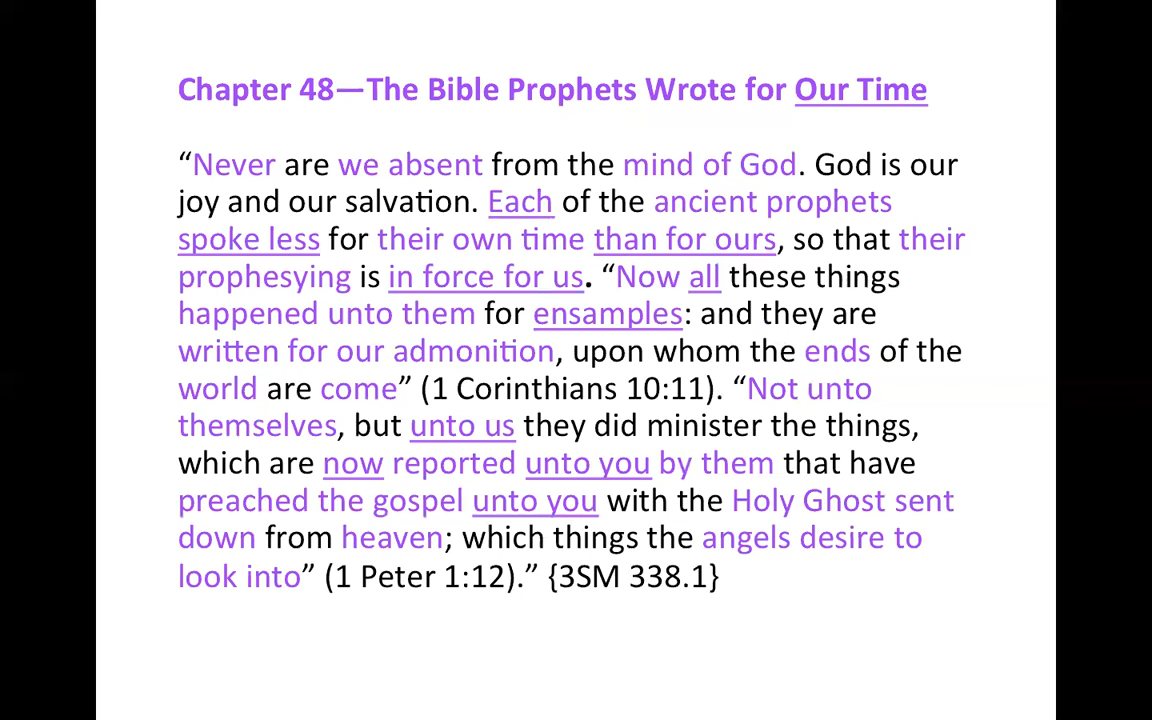 Chapter 48—The Bible Prophets Wrote for Our Time
“Never are we absent from the mind of God. God is our
joy and our salvation. Each of the ancient prophets
spoke less for their own time than for ours, so that their
prophesying is in force for us. “Now all these things
happened unto them for ensamples: and they are
written for our admonition, upon whom the ends of the
world are come” (1 Corinthians 10:11). “Not unto
themselves, but unto us they did minister the things,
which are now reported unto you by them that have
preached the gospel unto you with the Holy Ghost sent
down from heaven; which things the angels desire to
look into” (1 Peter 1:12).” {3SM 338.1}